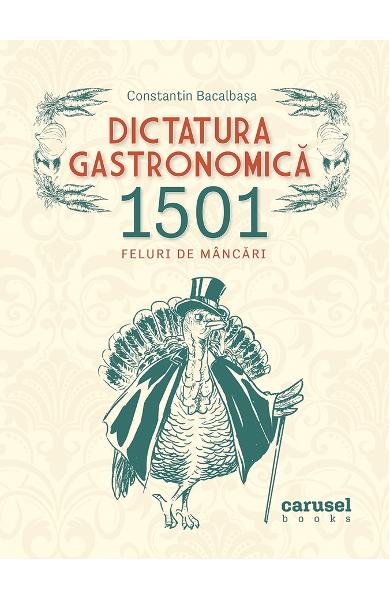 Constantin Bacalbașa
DICTATURA
GASTRONOMICĂ
1501
FELURI DE MÂNCĂRI
carusel
books